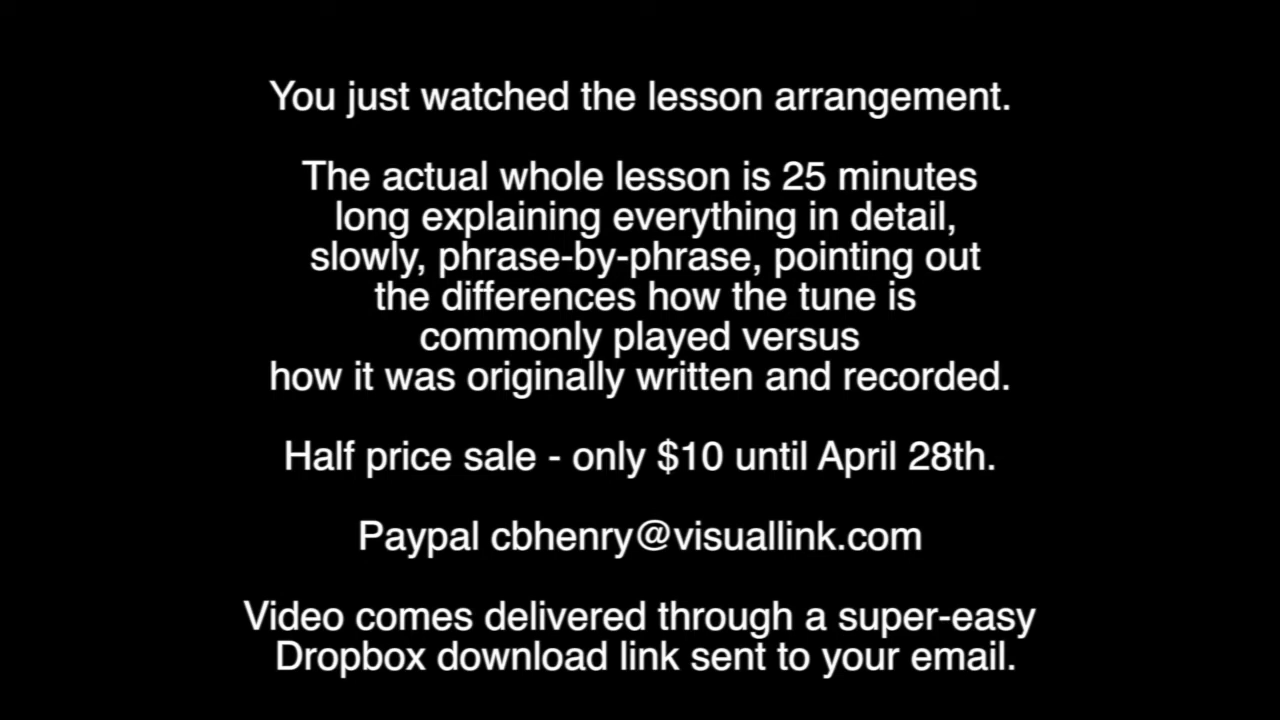 You just watched the lesson arrangement.
The actual whole lesson is 25 minutes
long explaining everything in detail,
slowly, phrase-by-phrase, pointing out
the differences how the tune is
commonly played versus
how it was originally written and recorded.
Half price sale - only $10 until April 28th.
Paypal cbhenry@visuallink.com
Video comes delivered through a super-easy
Dropbox download link sent to your email.